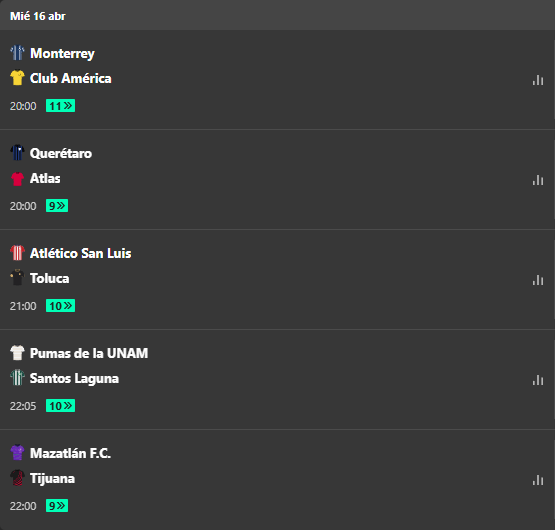 Mié 16 abr
Monterrey
Club América
20:00 11»
Querétaro
Atlas
20:00 9»
Atlético San Luis
Toluca
21:00 10»
Pumas de la UNAM
Santos Laguna
22:05 10»
Mazatlán F.C.
Tijuana
22:00 9»